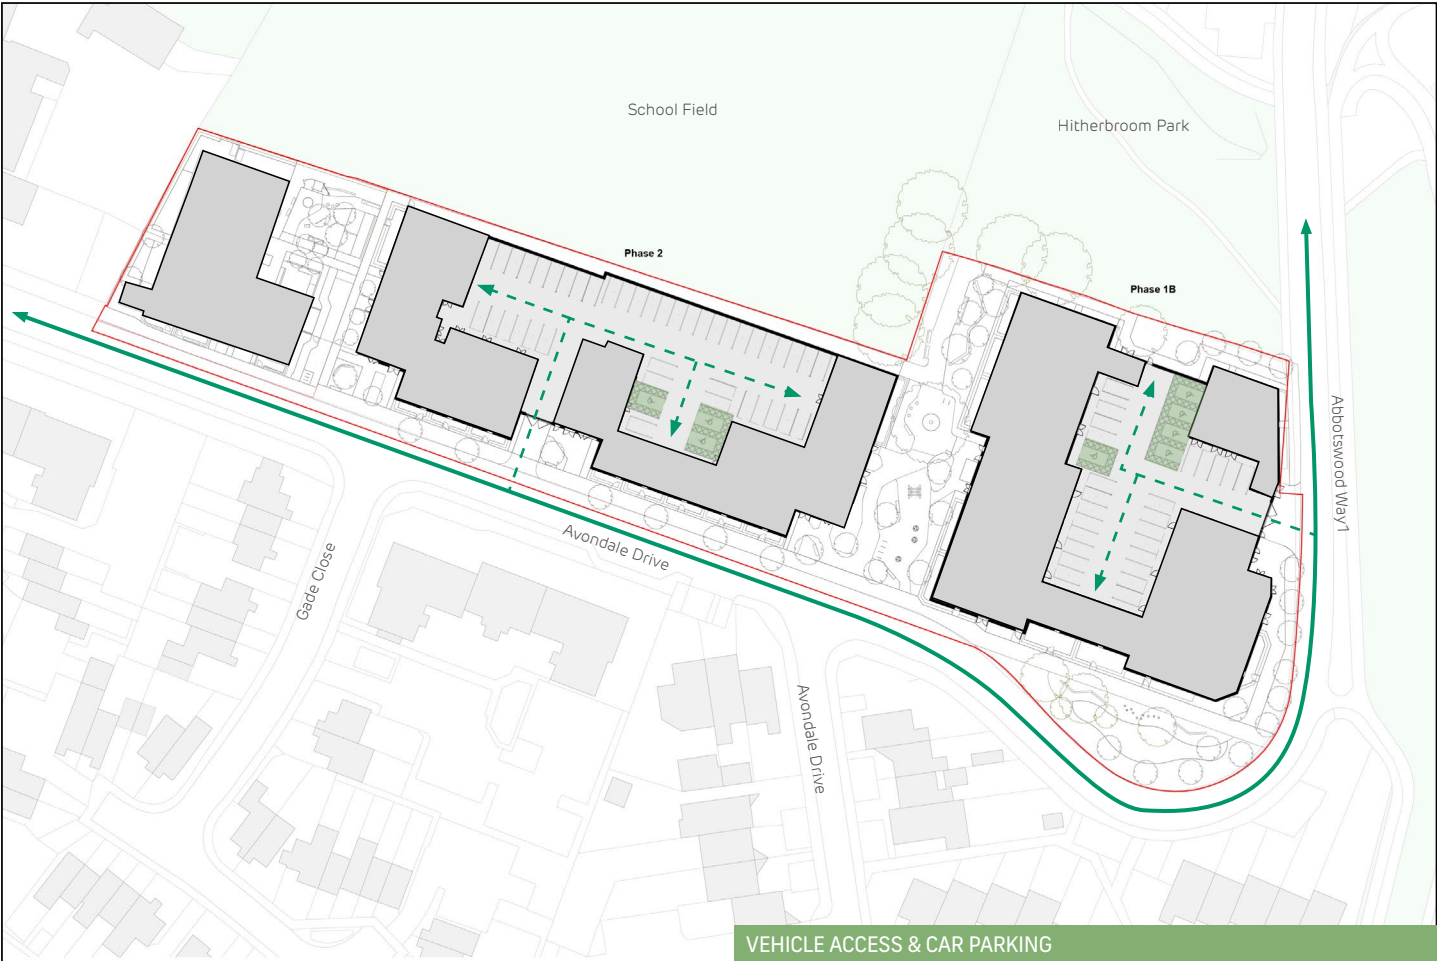 School Field
Hitherbroom Park
Phase 2
Phase 1B
Abbotswood Way1
Avondale Drive
Gade Close
Avondale Drive
VEHICLE ACCESS & CAR PARKING